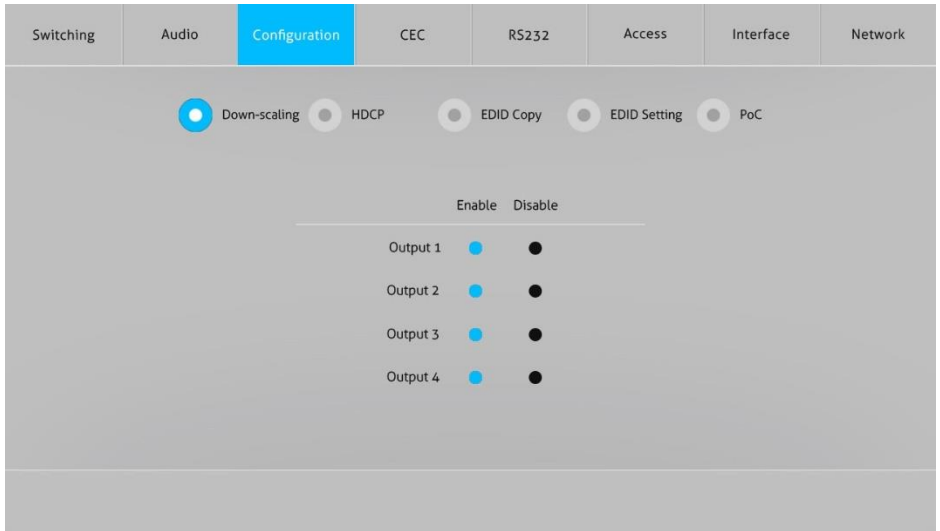 Switching Audio Configuration CEC RS232 Access Interface Network
Down-scaling HDCP EDID Copy EDID Setting PoC
Enable Disable
Output 1
Output 2
Output 3
Output 4